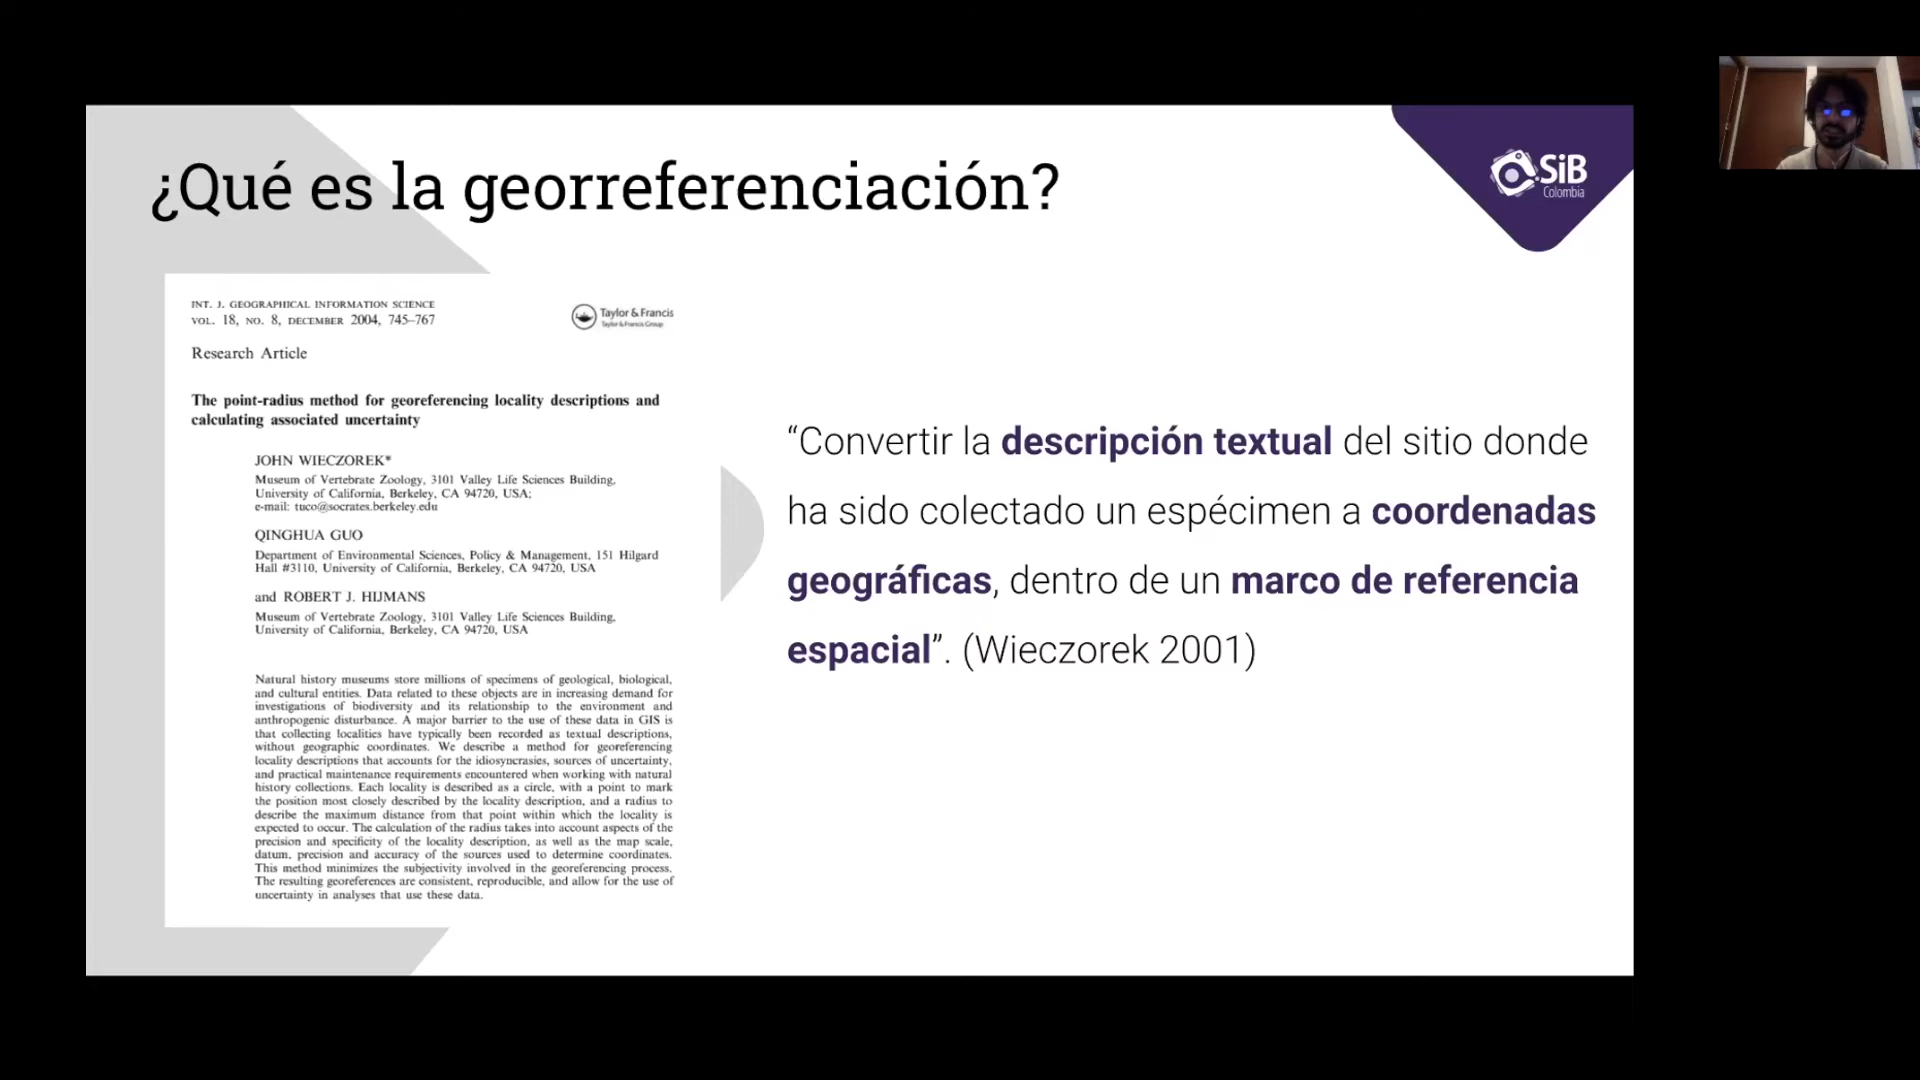 ¿Qué es la georreferenciación?
SiB
Colombia
INT. J. GEOGRAPHICAL INFORMATION SCIENCE
VOL. 18, NO. 8, DECEMBER 2004, 745–767
Taylor & Francis
Taylor & Francis Group
Research Article
The point-radius method for georeferencing locality descriptions and
calculating associated uncertainty
JOHN WIECZOREK*
Museum of Vertebrate Zoology, 3101 Valley Life Sciences Building,
University of California, Berkeley, CA 94720, USA;
e-mail: tuco@socrates.berkeley.edu
QINGHUA GUO
Department of Environmental Sciences, Policy & Management, 151 Hilgard
Hall #3110, University of California, Berkeley, CA 94720, USA
and ROBERT J. HIJMANS
Museum of Vertebrate Zoology, 3101 Valley Life Sciences Building,
University of California, Berkeley, CA 94720, USA
Natural history museums store millions of specimens of geological, biological,
and cultural entities. Data related to these objects are in increasing demand for
investigations of biodiversity and its relationship to the environment and
anthropogenic disturbance. A major barrier to the use of these data in GIS is
that collecting localities have typically been recorded as textual descriptions,
without geographic coordinates. We describe a method for georeferencing
locality descriptions that accounts for the idiosyncrasies, sources of uncertainty,
and practical maintenance requirements encountered when working with natural
history collections. Each locality is described as a circle, with a point to mark
the position most closely described by the locality description, and a radius to
describe the maximum distance from that point within which the locality is
expected to occur. The calculation of the radius takes into account aspects of the
precision and specificity of the locality description, as well as the map scale,
datum, precision and accuracy of the sources used to determine coordinates.
This method minimizes the subjectivity involved in the georeferencing process.
The resulting georeferences are consistent, reproducible, and allow for the use of
uncertainty in analyses that use these data.
“Convertir la descripción textual del sitio donde
ha sido colectado un espécimen a coordenadas
geográficas, dentro de un marco de referencia
espacial”. (Wieczorek 2001)